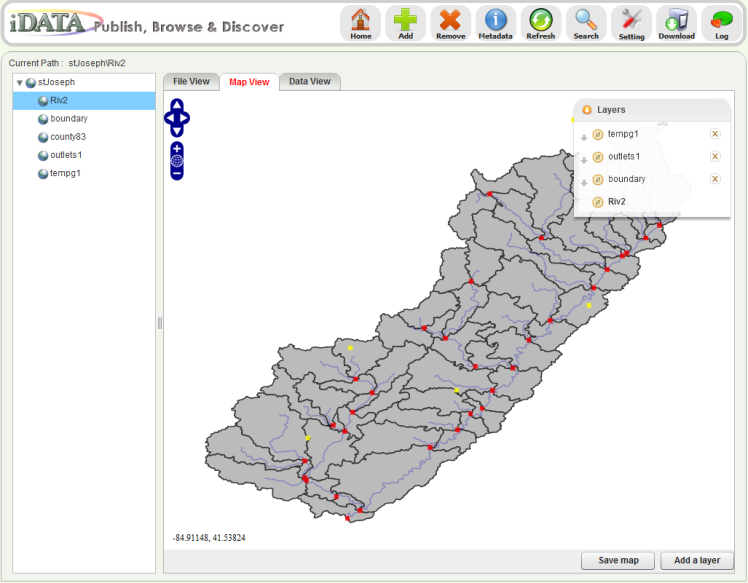 iDATA Publish, Browse & Discover
Home Add Remove Metadata Refresh Search Setting Download Log
Current Path : stJoseph\Riv2
stJoseph
Riv2
boundary
county83
outlets1
tempg1
File View Map View Data View
Layers
tempg1
outlets1
boundary
Riv2
-84.91148, 41.53824
Save map Add a layer